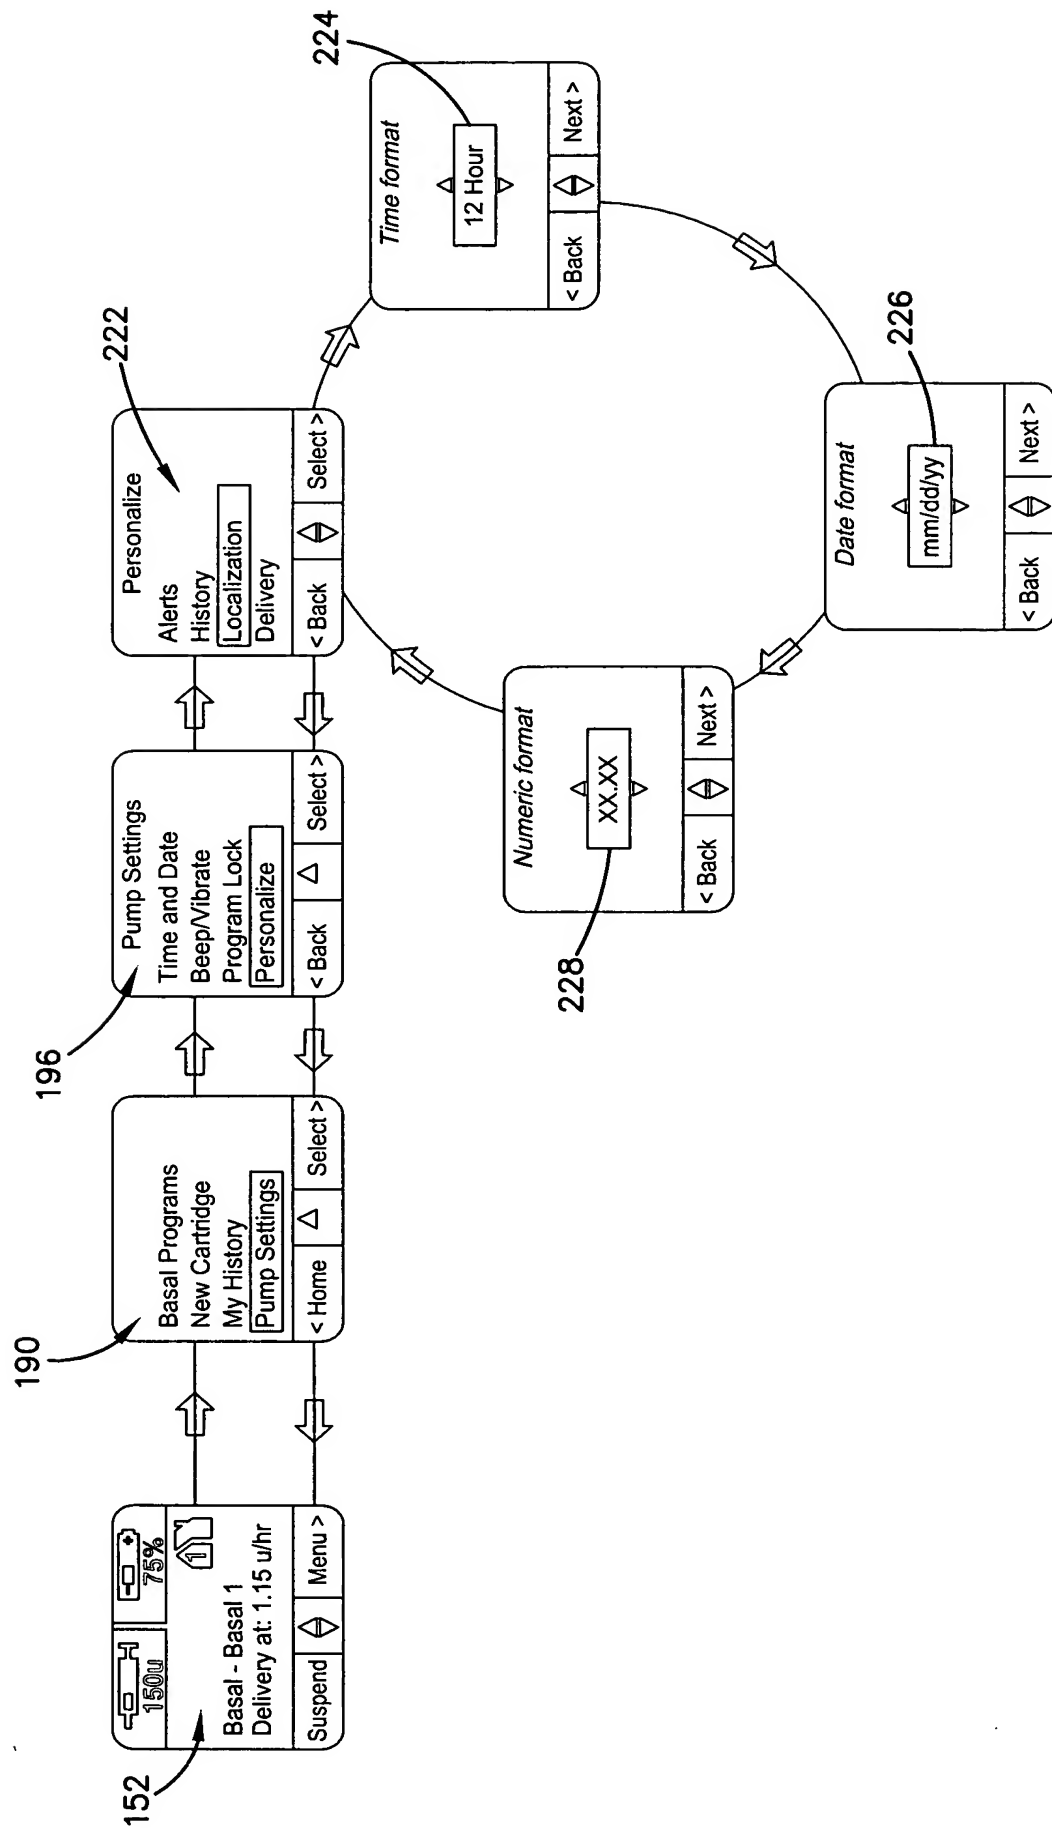 152
150u
75%
1
Basal - Basal 1
Delivery at: 1.15 u/hr
Suspend
Menu >
190
Basal Programs
New Cartridge
My History
Pump Settings
< Home
Select >
196
Pump Settings
Time and Date
Beep/Vibrate
Program Lock
Personalize
< Back
Select >
222
Personalize
Alerts
History
Localization
Delivery
< Back
Select >
224
Time format
12 Hour
< Back
Next >
226
Date format
mm/dd/yy
< Back
Next >
228
Numeric format
XX.XX
< Back
Next >